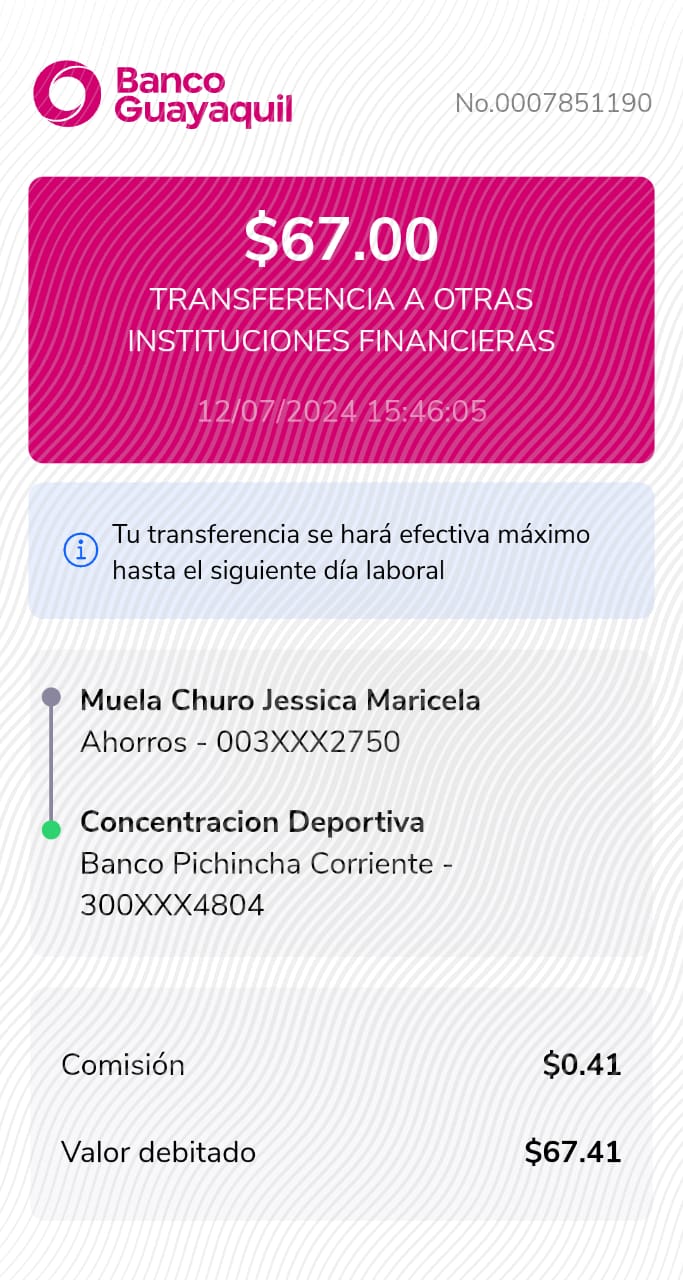 Banco
Guayaquil
No.0007851190
$67.00
TRANSFERENCIA A OTRAS
INSTITUCIONES FINANCIERAS
12/07/2024 15:46:05
Tu transferencia se hará efectiva máximo
hasta el siguiente día laboral
Muela Churo Jessica Maricela
Ahorros - 003XXX2750
Concentracion Deportiva
Banco Pichincha Corriente -
300XXX4804
Comisión $0.41
Valor debitado $67.41